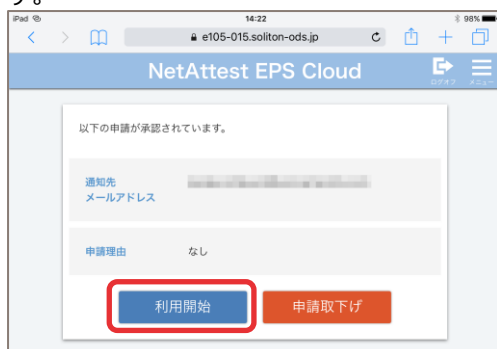 す。
iPad
14:22
98%
e105-015.soliton-ods.jp
NetAttest EPS Cloud
ログオフ
メニュー
以下の申請が承認されています。
通知先
メールアドレス
申請理由
なし
利用開始
申請取下げ